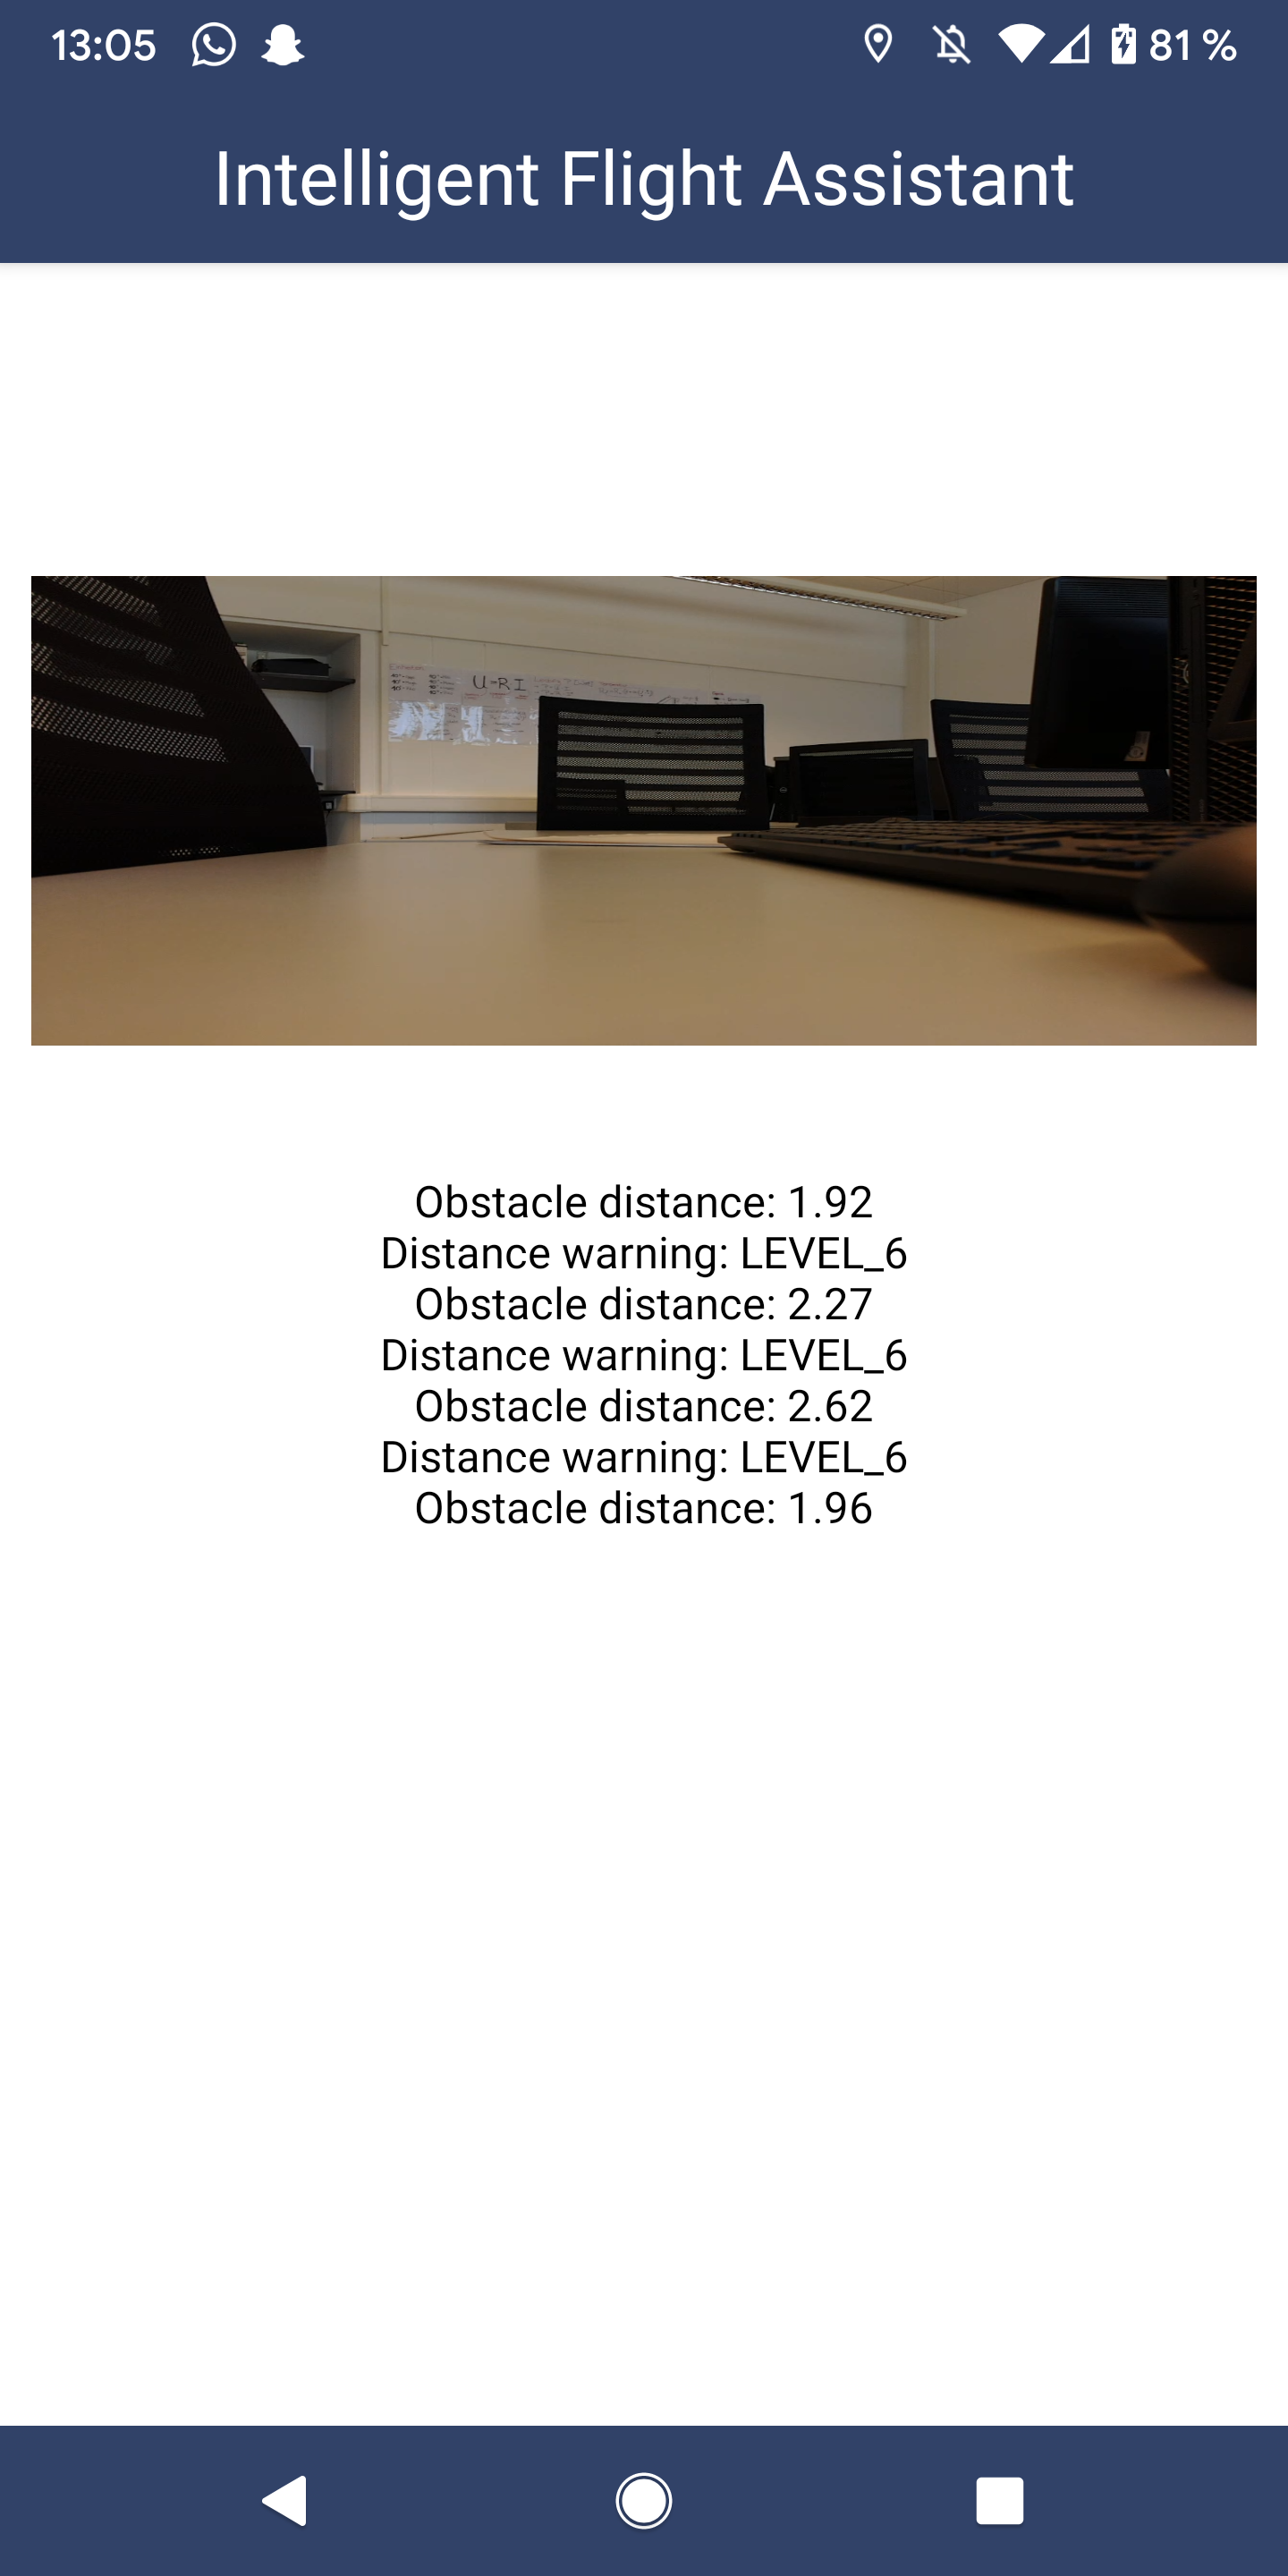 13:05
81 %
Intelligent Flight Assistant
U=RI
Obstacle distance: 1.92
Distance warning: LEVEL_6
Obstacle distance: 2.27
Distance warning: LEVEL_6
Obstacle distance: 2.62
Distance warning: LEVEL_6
Obstacle distance: 1.96